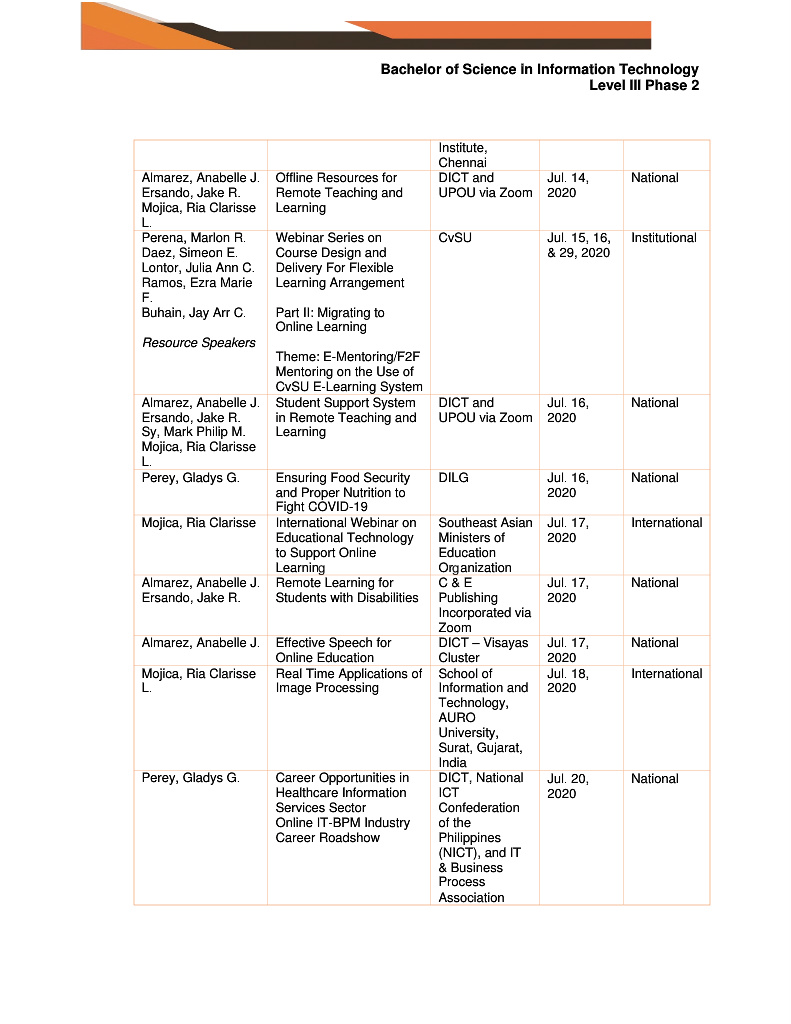 Bachelor of Science in Information Technology
Level III Phase 2
Institute,
Chennai
Almarez, Anabelle J.
Ersando, Jake R.
Mojica, Ria Clarisse
L.
Offline Resources for
Remote Teaching and
Learning
DICT and
UPOU via Zoom
Jul. 14,
2020
National
Perena, Marlon R.
Daez, Simeon E.
Lontor, Julia Ann C.
Ramos, Ezra Marie
F.
Buhain, Jay Arr C.
Resource Speakers
Webinar Series on
Course Design and
Delivery For Flexible
Learning Arrangement
Part II: Migrating to
Online Learning
Theme: E-Mentoring/F2F
Mentoring on the Use of
CvSU E-Learning System
CvSU
Jul. 15, 16,
& 29, 2020
Institutional
Almarez, Anabelle J.
Ersando, Jake R.
Sy, Mark Philip M.
Mojica, Ria Clarisse
L.
Student Support System
in Remote Teaching and
Learning
DICT and
UPOU via Zoom
Jul. 16,
2020
National
Perey, Gladys G.
Ensuring Food Security
and Proper Nutrition to
Fight COVID-19
DILG
Jul. 16,
2020
National
Mojica, Ria Clarisse
International Webinar on
Educational Technology
to Support Online
Learning
Southeast Asian
Ministers of
Education
Organization
Jul. 17,
2020
International
Almarez, Anabelle J.
Ersando, Jake R.
Remote Learning for
Students with Disabilities
C & E
Publishing
Incorporated via
Zoom
Jul. 17,
2020
National
Almarez, Anabelle J.
Effective Speech for
Online Education
DICT – Visayas
Cluster
Jul. 17,
2020
National
Mojica, Ria Clarisse
L.
Real Time Applications of
Image Processing
School of
Information and
Technology,
AURO
University,
Surat, Gujarat,
India
Jul. 18,
2020
International
Perey, Gladys G.
Career Opportunities in
Healthcare Information
Services Sector
Online IT-BPM Industry
Career Roadshow
DICT, National
ICT
Confederation
of the
Philippines
(NICT), and IT
& Business
Process
Association
Jul. 20,
2020
National